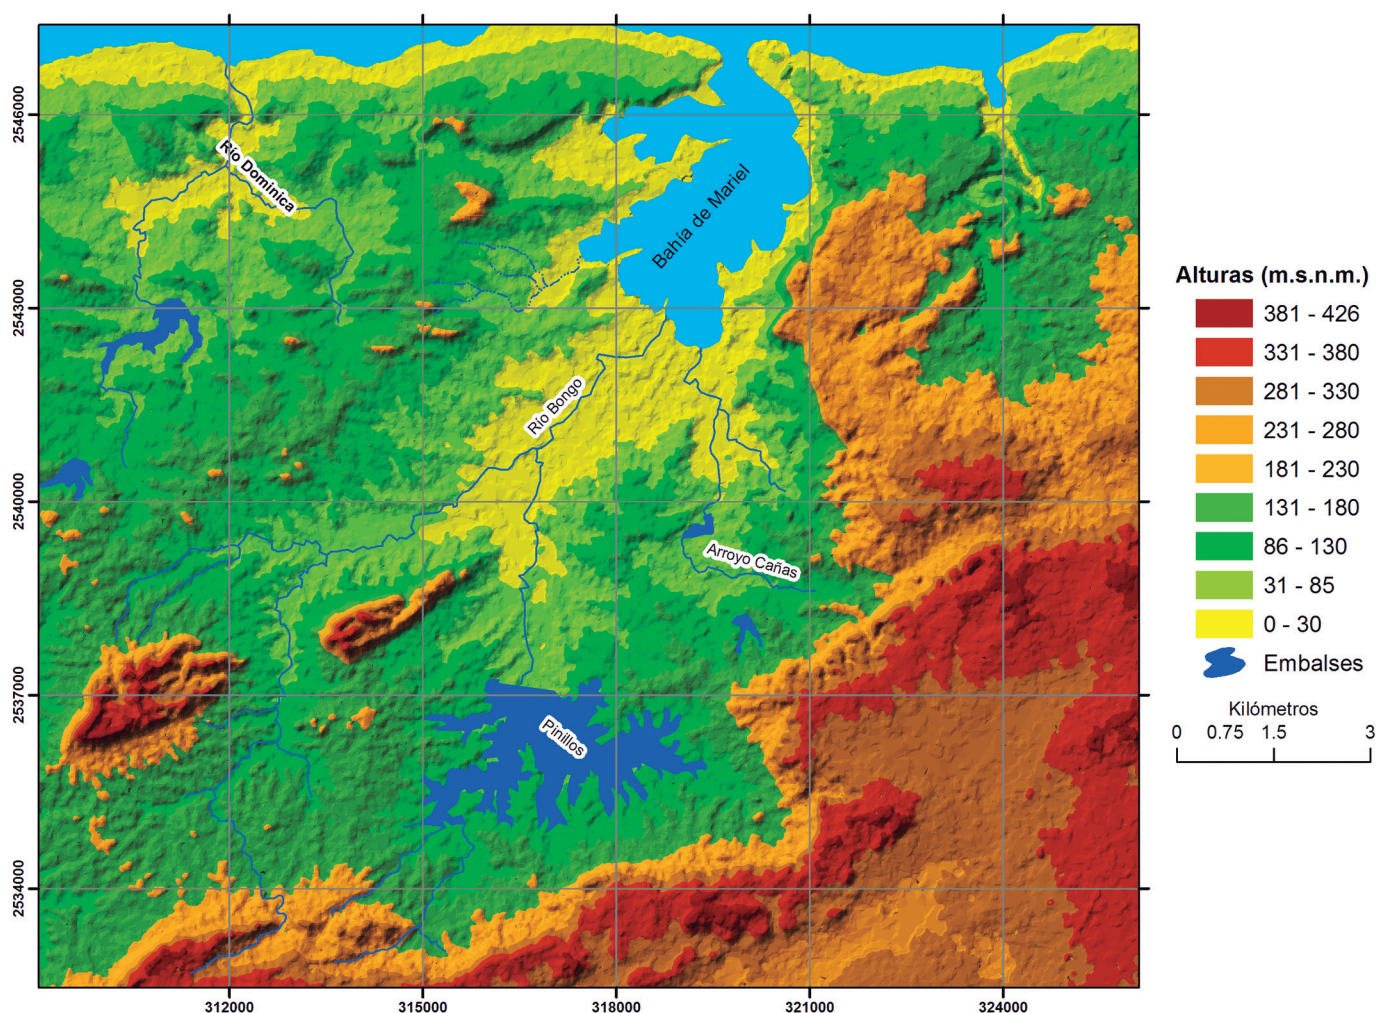 2546000
2543000
2540000
2537000
2534000
312000
315000
318000
321000
324000
Río Dominica
Bahía de Mariel
Río Bongo
Arroyo Cañas
Pinillos
Alturas (m.s.n.m.)
381 - 426
331 - 380
281 - 330
231 - 280
181 - 230
131 - 180
86 - 130
31 - 85
0 - 30
Embalses
Kilómetros
0 0.75 1.5 3